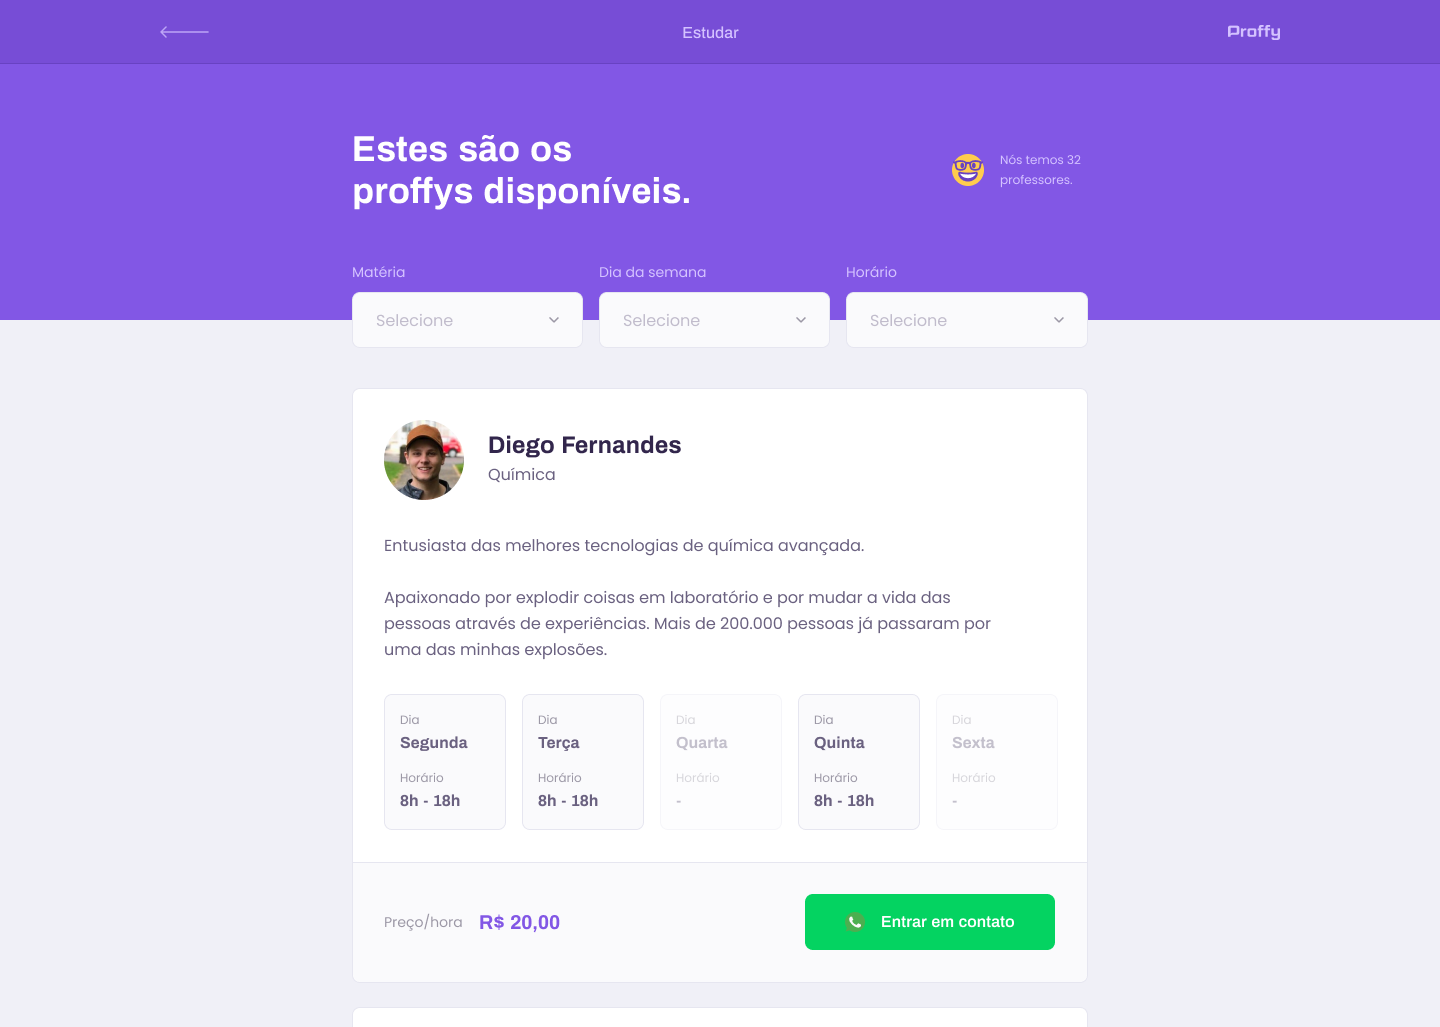 Estudar
Proffy
Estes são os
proffys disponíveis.
Nós temos 32
professores.
Matéria
Dia da semana
Horário
Selecione
Selecione
Selecione
Diego Fernandes
Química
Entusiasta das melhores tecnologias de química avançada.
Apaixonado por explodir coisas em laboratório e por mudar a vida das
pessoas através de experiências. Mais de 200.000 pessoas já passaram por
uma das minhas explosões.
Dia
Segunda
Horário
8h - 18h
Dia
Terça
Horário
8h - 18h
Dia
Quarta
Horário
-
Dia
Quinta
Horário
8h - 18h
Dia
Sexta
Horário
-
Preço/hora
R$ 20,00
Entrar em contato